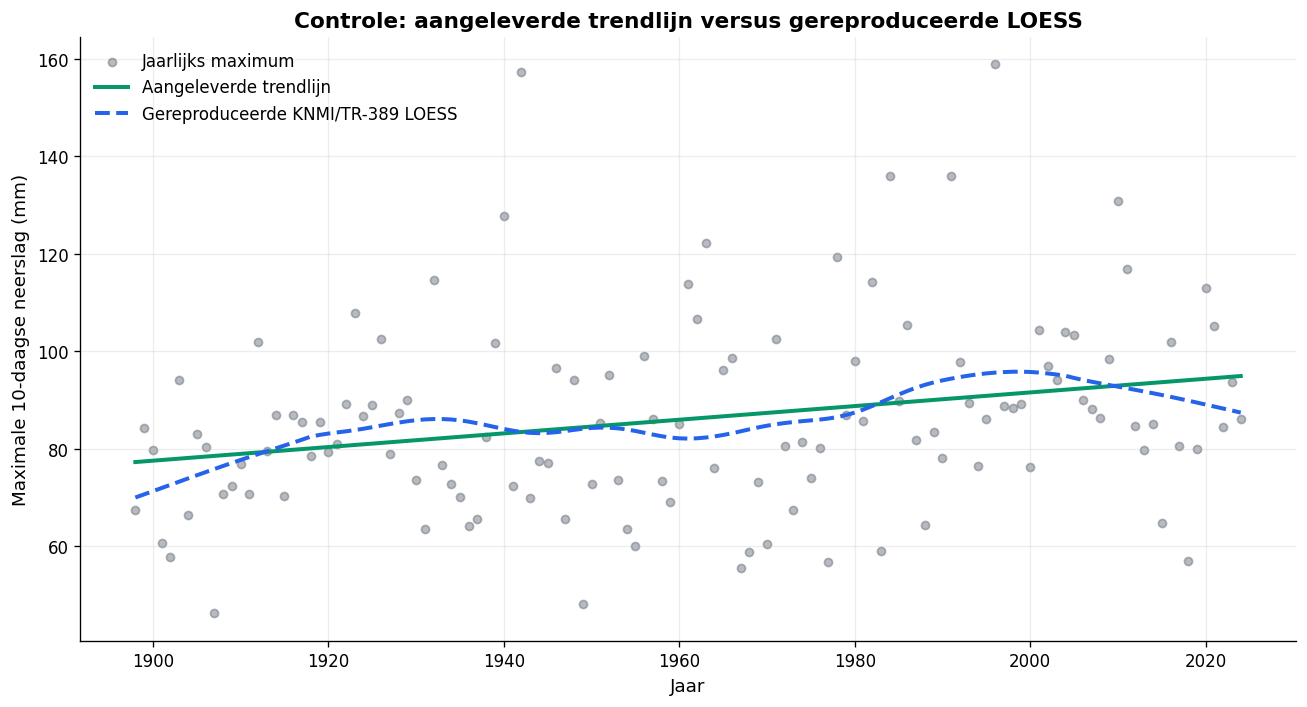 Controle: aangeleverde trendlijn versus gereproduceerde LOESS
Jaarlijks maximum
Aangeleverde trendlijn
Gereproduceerde KNMI/TR-389 LOESS
Maximale 10-daagse neerslag (mm)
160
140
120
100
80
60
1900 1920 1940 1960 1980 2000 2020
Jaar